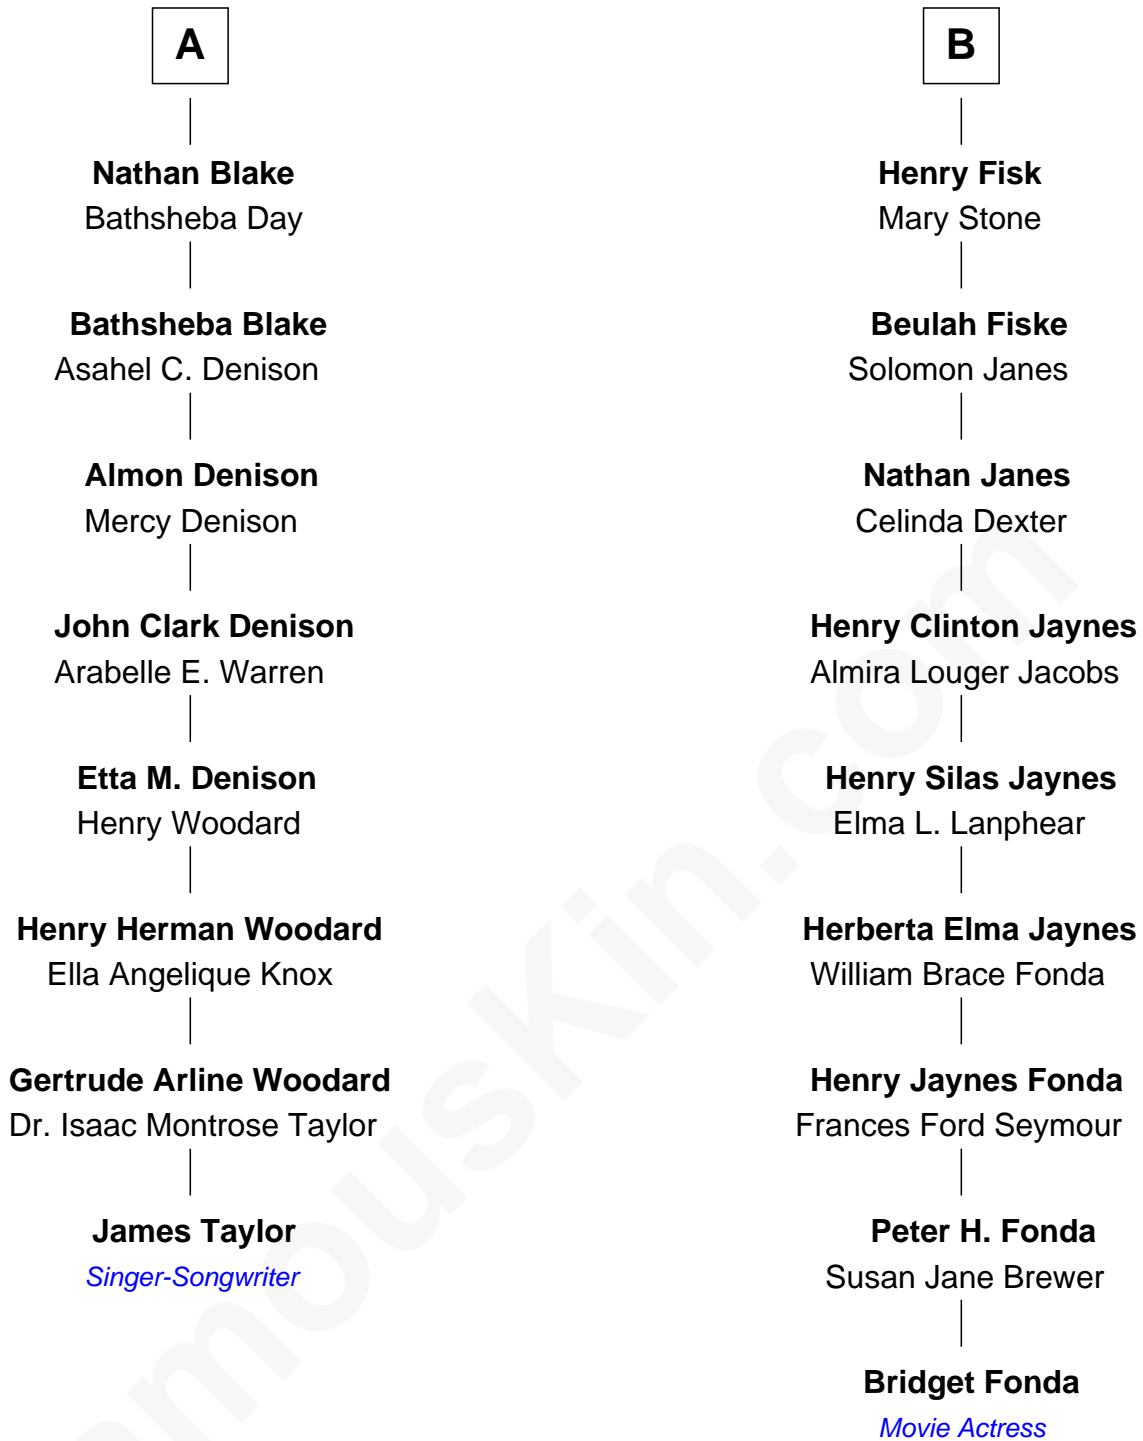 A
Nathan Blake
Bathsheba Day
Bathsheba Blake
Asahel C. Denison
Almon Denison
Mercy Denison
John Clark Denison
Arabelle E. Warren
Etta M. Denison
Henry Woodard
Henry Herman Woodard
Ella Angelique Knox
Gertrude Arline Woodard
Dr. Isaac Montrose Taylor
James Taylor
Singer-Songwriter
B
Henry Fisk
Mary Stone
Beulah Fiske
Solomon Janes
Nathan Janes
Celinda Dexter
Henry Clinton Jaynes
Almira Louger Jacobs
Henry Silas Jaynes
Elma L. Lanphear
Herberta Elma Jaynes
William Brace Fonda
Henry Jaynes Fonda
Frances Ford Seymour
Peter H. Fonda
Susan Jane Brewer
Bridget Fonda
Movie Actress
amousKin.com